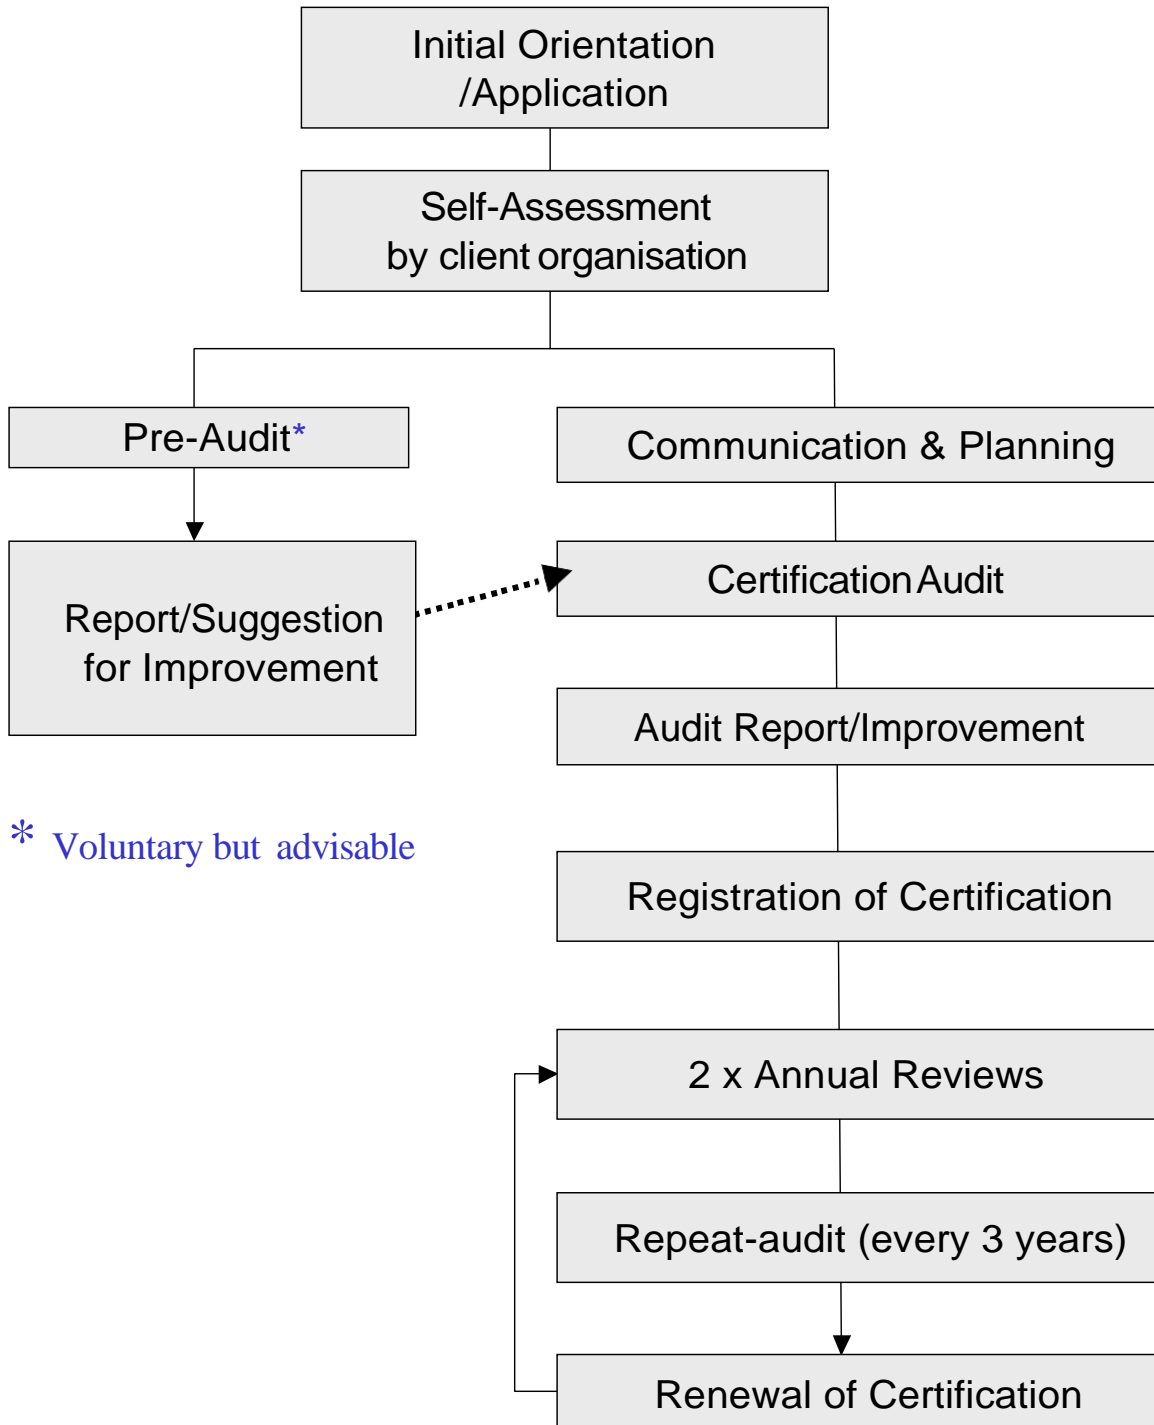 Initial Orientation
/Application
Self-Assessment
by client organisation
Pre-Audit*
Report/Suggestion
for Improvement
* Voluntary but advisable
Communication & Planning
Certification Audit
Audit Report/Improvement
Registration of Certification
2 x Annual Reviews
Repeat-audit (every 3 years)
Renewal of Certification